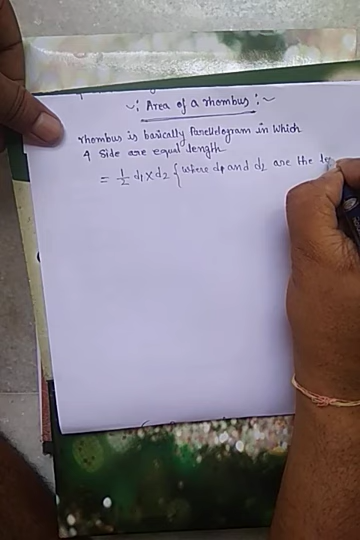 ~: Area of a rhombus :~
rhombus is basically Parellelogram in Which
4 Side are equal length
= 1/2 d1 × d2 { where d1 and d2 are the